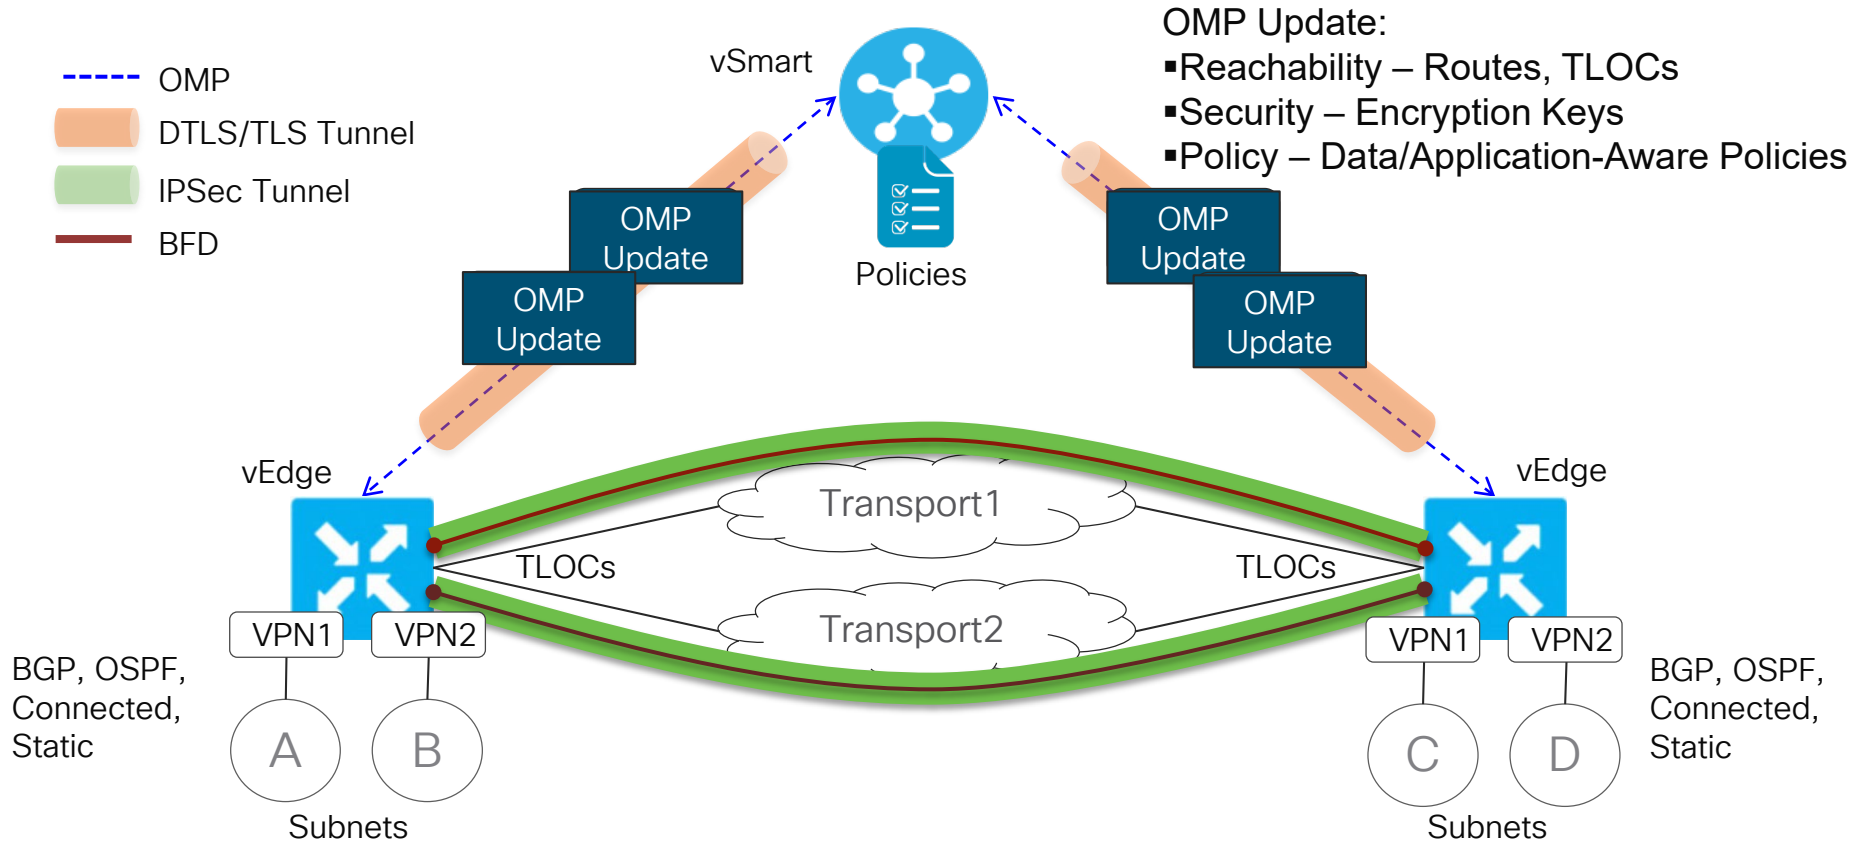 OMP
DTLS/TLS Tunnel
IPSec Tunnel
BFD
vSmart
OMP Update:
▪Reachability – Routes, TLOCs
▪Security – Encryption Keys
▪Policy – Data/Application-Aware Policies
OMP
Update
OMP
Update
Policies
OMP
Update
OMP
Update
vEdge
vEdge
Transport1
TLOCs
TLOCs
Transport2
VPN1
VPN2
VPN1
VPN2
BGP, OSPF,
Connected,
Static
A
B
Subnets
C
D
Subnets
BGP, OSPF,
Connected,
Static